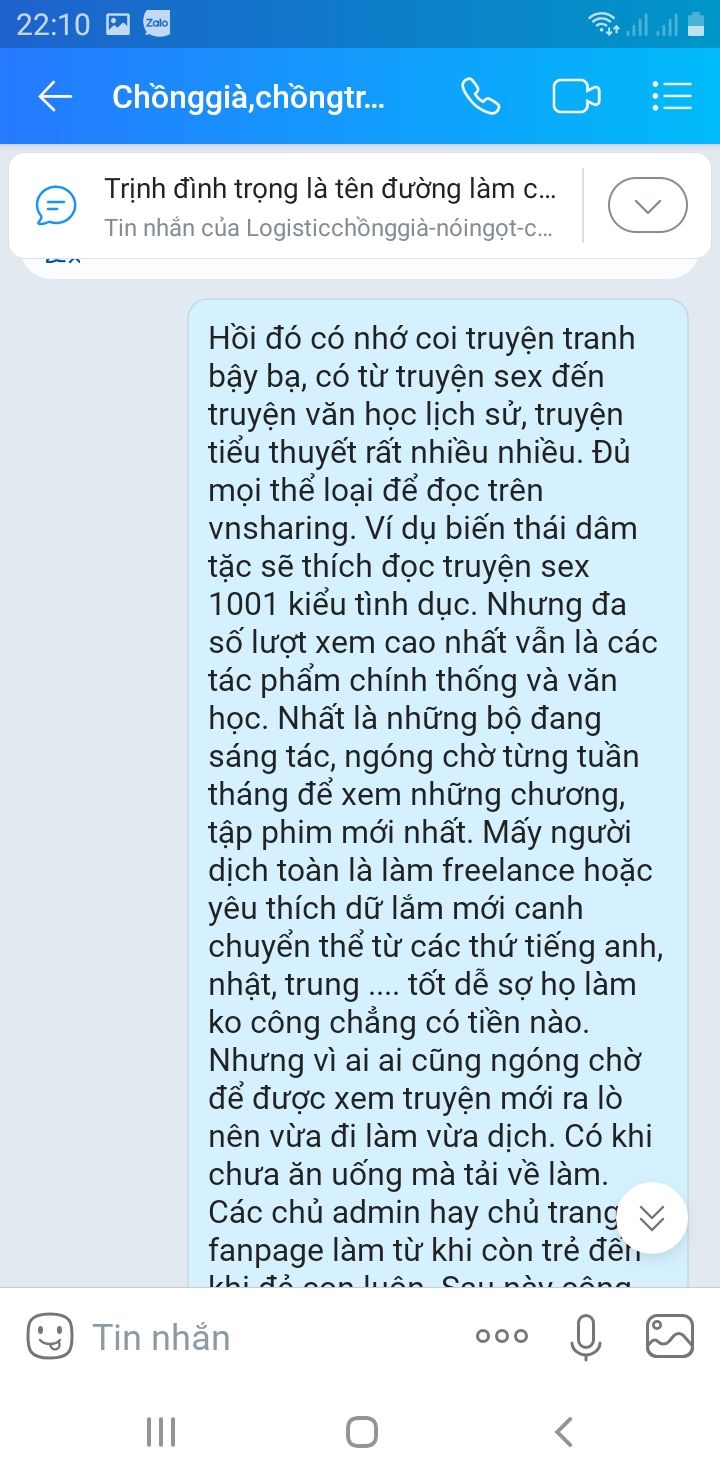 22:10
Zalo
Chồnggià,chồngtr...
Trịnh đình trọng là tên đường làm c...
Tin nhắn của Logisticchồnggià-nóingọt-c...
Hồi đó có nhớ coi truyện tranh
bậy bạ, có từ truyện sex đến
truyện văn học lịch sử, truyện
tiểu thuyết rất nhiều nhiều. Đủ
mọi thể loại để đọc trên
vnsharing. Ví dụ biến thái dâm
tặc sẽ thích đọc truyện sex
1001 kiểu tình dục. Nhưng đa
số lượt xem cao nhất vẫn là các
tác phẩm chính thống và văn
học. Nhất là những bộ đang
sáng tác, ngóng chờ từng tuần
tháng để xem những chương,
tập phim mới nhất. Mấy người
dịch toàn là làm freelance hoặc
yêu thích dữ lắm mới canh
chuyển thể từ các thứ tiếng anh,
nhật, trung .... tốt dễ sợ họ làm
ko công chẳng có tiền nào.
Nhưng vì ai ai cũng ngóng chờ
để được xem truyện mới ra lò
nên vừa đi làm vừa dịch. Có khi
chưa ăn uống mà tải về làm.
Các chủ admin hay chủ trang
fanpage làm từ khi còn trẻ đến
khi đẻ con luôn. Sau này công
Tin nhắn